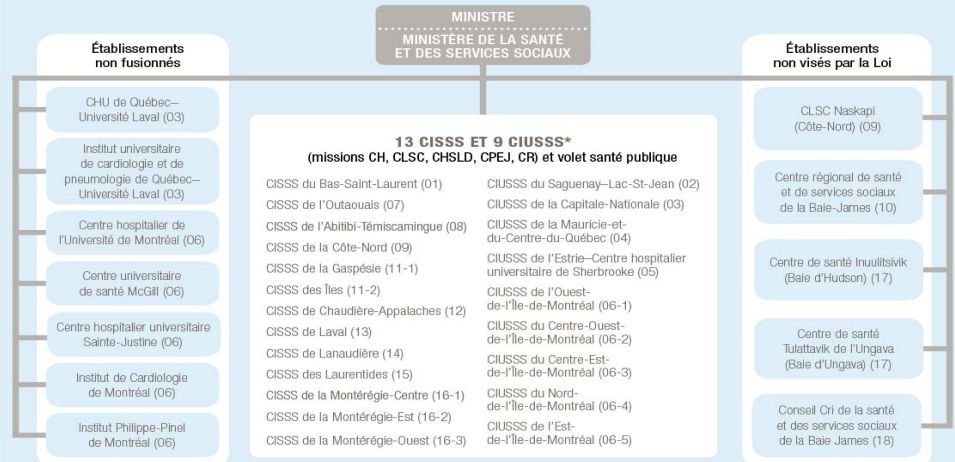 MINISTRE
MINISTÈRE DE LA SANTÉ
ET DES SERVICES SOCIAUX
Établissements
non fusionnés
CHU de Québec–
Université Laval (03)
Institut universitaire
de cardiologie et de
pneumologie de Québec–
Université Laval (03)
Centre hospitalier de
l'Université de Montréal (06)
Centre universitaire
de santé McGill (06)
Centre hospitalier universitaire
Sainte-Justine (06)
Institut de Cardiologie
de Montréal (06)
Institut Philippe-Pinel
de Montréal (06)
13 CISSS ET 9 CIUSSS*
(missions CH, CLSC, CHSLD, CPEJ, CR) et volet santé publique
CISSS du Bas-Saint-Laurent (01)
CISSS de l'Outaouais (07)
CISSS de l'Abitibi-Témiscamingue (08)
CISSS de la Côte-Nord (09)
CISSS de la Gaspésie (11-1)
CISSS des Îles (11-2)
CISSS de Chaudière-Appalaches (12)
CISSS de Laval (13)
CISSS de Lanaudière (14)
CISSS des Laurentides (15)
CISSS de la Montérégie-Centre (16-1)
CISSS de la Montérégie-Est (16-2)
CISSS de la Montérégie-Ouest (16-3)
CIUSSS du Saguenay–Lac-St-Jean (02)
CIUSSS de la Capitale-Nationale (03)
CIUSSS de la Mauricie-et-
du-Centre-du-Québec (04)
CIUSSS de l'Estrie–Centre hospitalier
universitaire de Sherbrooke (05)
CIUSSS de l'Ouest-
de-l'Île-de-Montréal (06-1)
CIUSSS du Centre-Ouest-
de-l'Île-de-Montréal (06-2)
CIUSSS du Centre-Est-
de-l'Île-de-Montréal (06-3)
CIUSSS du Nord-
de-l'Île-de-Montréal (06-4)
CIUSSS de l'Est-
de-l'Île-de-Montréal (06-5)
Établissements
non visés par la Loi
CLSC Naskapi
(Côte-Nord) (09)
Centre régional de santé
et de services sociaux
de la Baie-James (10)
Centre de santé Inuulitsivik
(Baie d'Hudson) (17)
Centre de santé
Tulattavik de l'Ungava
(Baie d'Ungava) (17)
Conseil Cri de la santé
et des services sociaux
de la Baie James (18)